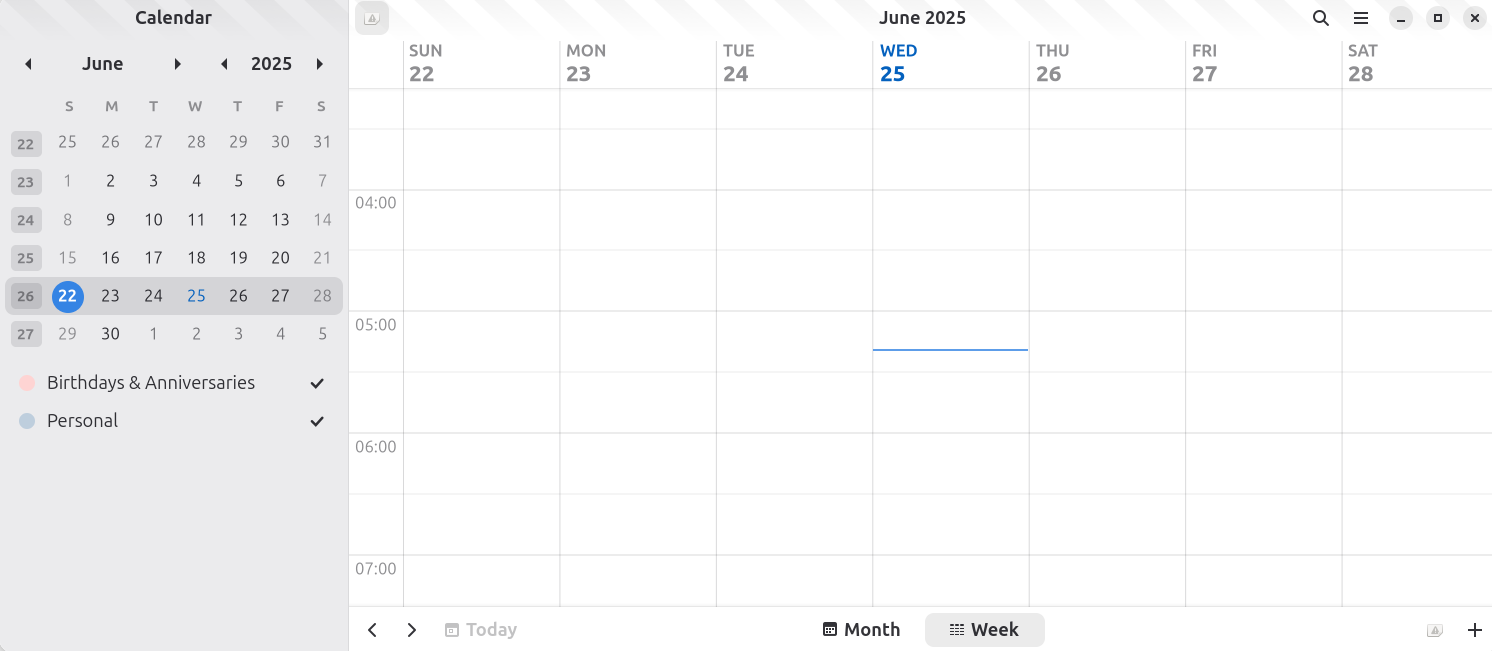 Calendar
June 2025
June 2025
S M T W T F S
22 25 26 27 28 29 30 31
23 1 2 3 4 5 6 7
24 8 9 10 11 12 13 14
25 15 16 17 18 19 20 21
26 22 23 24 25 26 27 28
27 29 30 1 2 3 4 5
Birthdays & Anniversaries
Personal
SUN MON TUE WED THU FRI SAT
22 23 24 25 26 27 28
04:00
05:00
06:00
07:00
Today Month Week